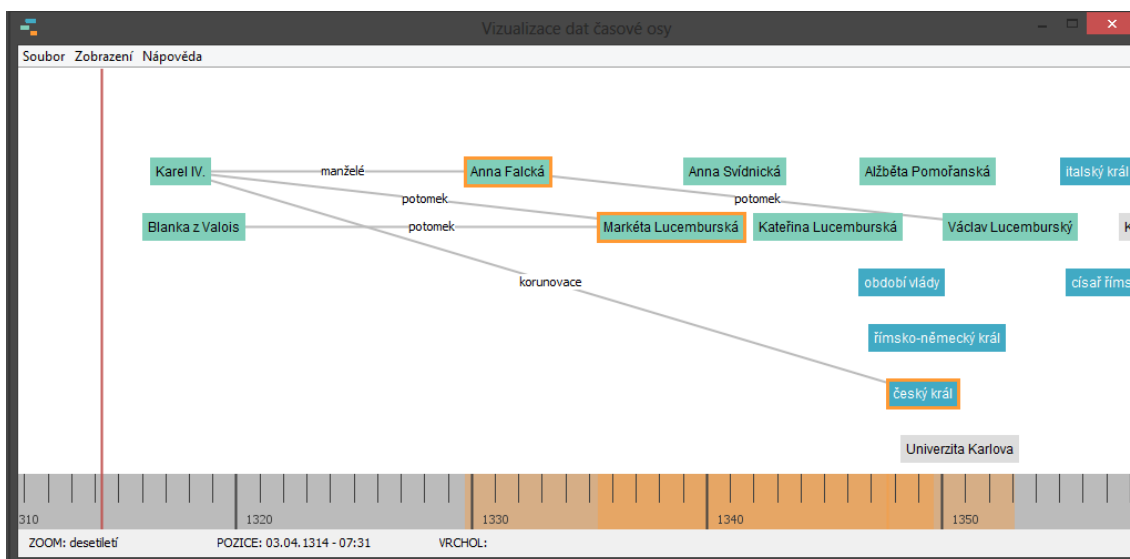 Vizualizace dat časové osy
Soubor Zobrazení Nápověda
Karel IV. manželé Anna Falcká Anna Svídnická Alžběta Pomořanská italský král
potomek potomek
Blanka z Valois potomek Markéta Lucemburská Kateřina Lucemburská Václav Lucemburský K
korunovace období vlády císař říms
římsko-německý král
český král
Univerzita Karlova
310 1320 1330 1340 1350
ZOOM: desetiletí POZICE: 03.04.1314 - 07:31 VRCHOL: